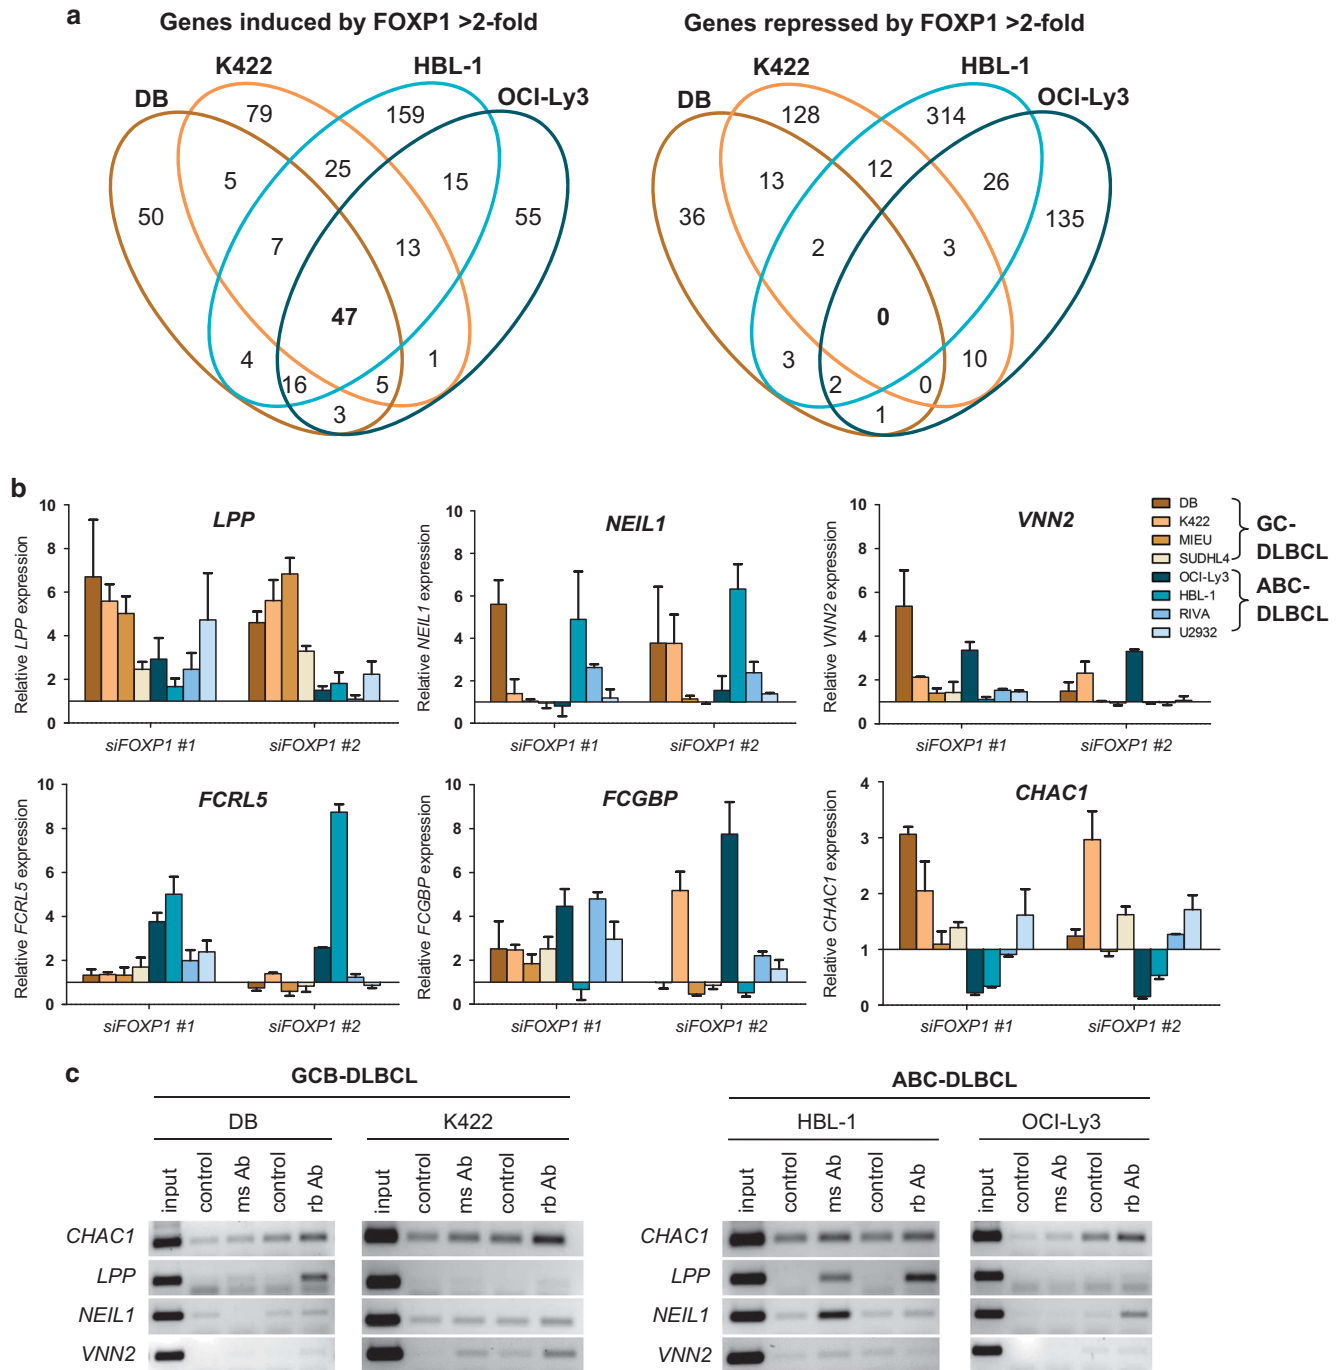 a
Genes induced by FOXP1 >2-fold
Genes repressed by FOXP1 >2-fold
K422
HBL-1
K422
HBL-1
DB
OCI-Ly3
DB
OCI-Ly3
79
159
128
314
5
25
15
13
12
26
50
55
36
135
7
13
2
3
47
0
4
1
3
10
16
5
2
0
3
1
b
LPP
Relative LPP expression
10
8
6
4
2
0
siFOXP1 #1
siFOXP1 #2
NEIL1
Relative NEIL1 expression
10
8
6
4
2
0
siFOXP1 #1
siFOXP1 #2
VNN2
Relative VNN2 expression
10
8
6
4
2
0
siFOXP1 #1
siFOXP1 #2
DB
K422
MIEU
SUDHL4
GC-
DLBCL
OCI-Ly3
HBL-1
RIVA
U2932
ABC-
DLBCL
FCRL5
Relative FCRL5 expression
10
8
6
4
2
0
siFOXP1 #1
siFOXP1 #2
FCGBP
Relative FCGBP expression
10
8
6
4
2
0
siFOXP1 #1
siFOXP1 #2
CHAC1
Relative CHAC1 expression
4
3
2
1
0
siFOXP1 #1
siFOXP1 #2
c
GCB-DLBCL
ABC-DLBCL
DB
K422
HBL-1
OCI-Ly3
input control ms Ab control rb Ab
input control ms Ab control rb Ab
input control ms Ab control rb Ab
input control ms Ab control rb Ab
CHAC1
CHAC1
LPP
LPP
NEIL1
NEIL1
VNN2
VNN2